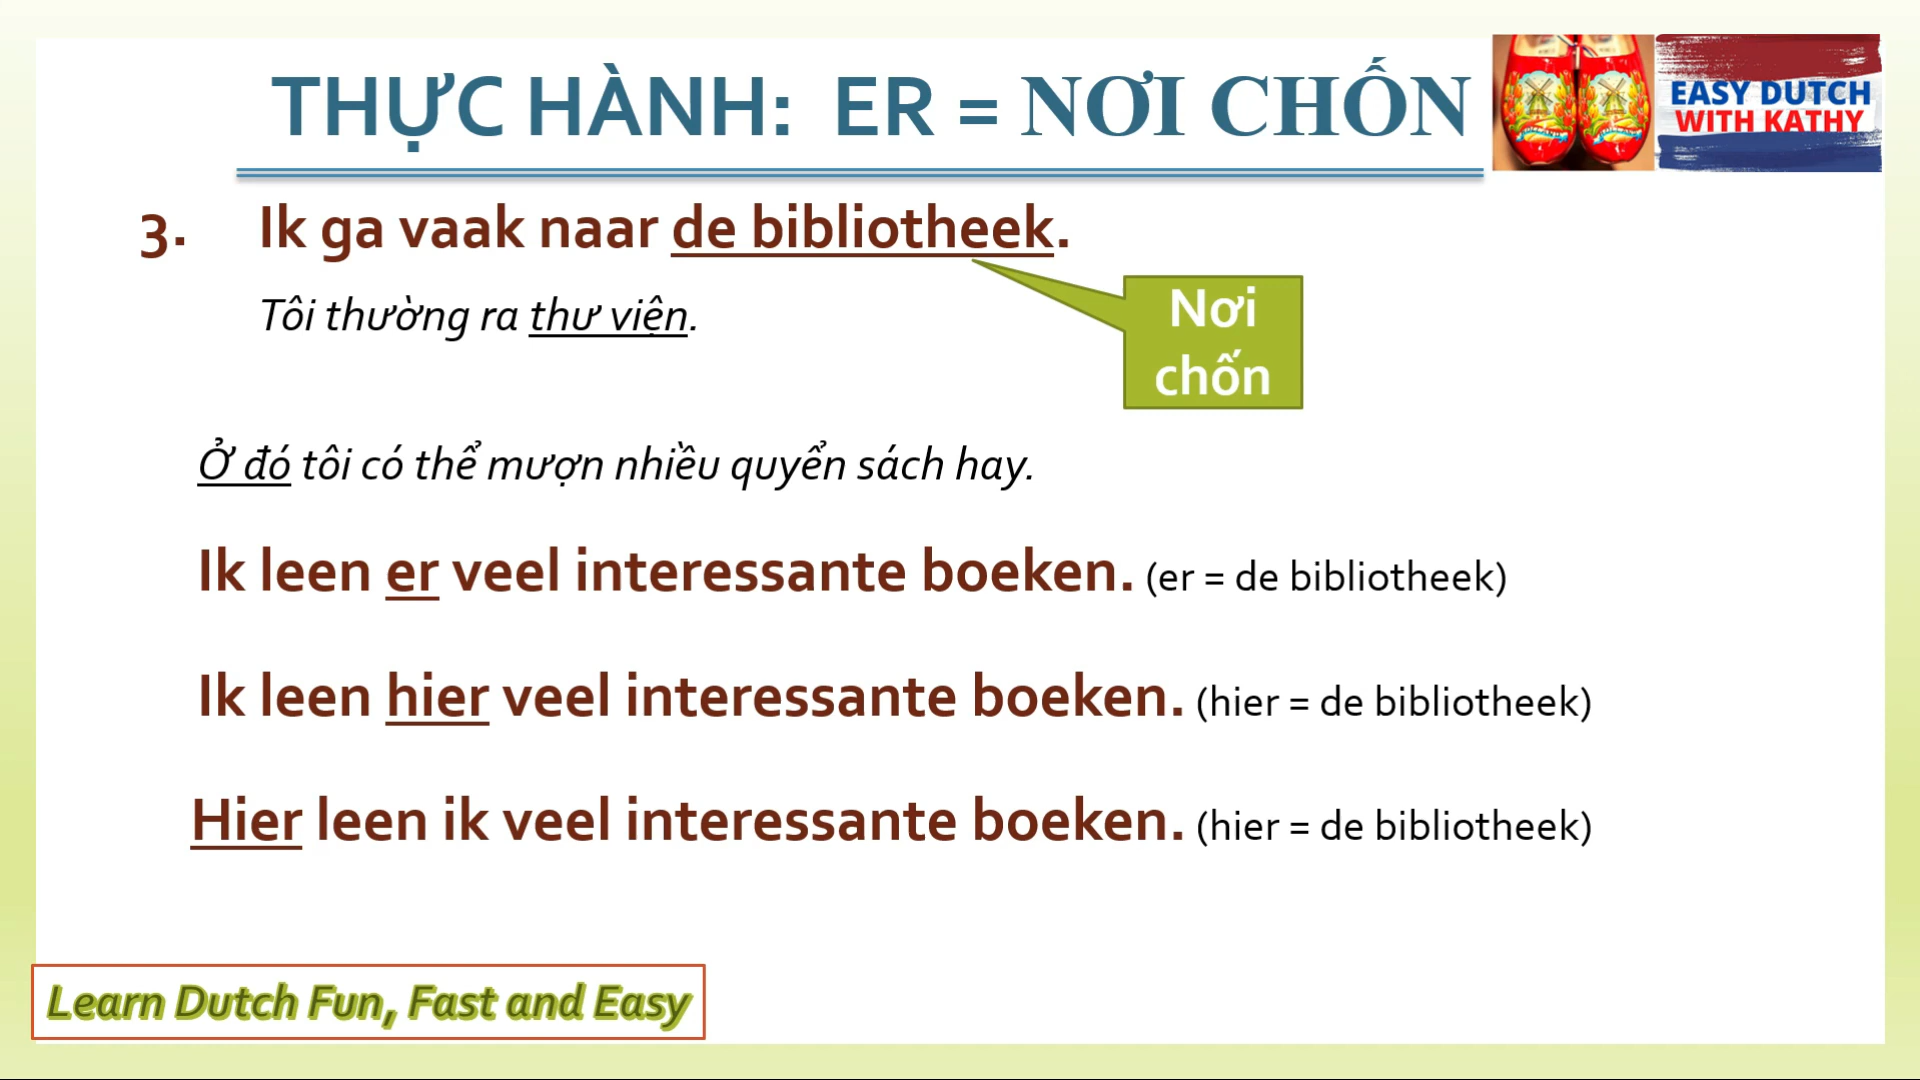 THỰC HÀNH: ER = NƠI CHỐN
EASY DUTCH
WITH KATHY
3. Ik ga vaak naar de bibliotheek.
Nơi
chốn
Tôi thường ra thư viện.
Ở đó tôi có thể mượn nhiều quyển sách hay.
Ik leen er veel interessante boeken. (er = de bibliotheek)
Ik leen hier veel interessante boeken. (hier = de bibliotheek)
Hier leen ik veel interessante boeken. (hier = de bibliotheek)
Learn Dutch Fun, Fast and Easy